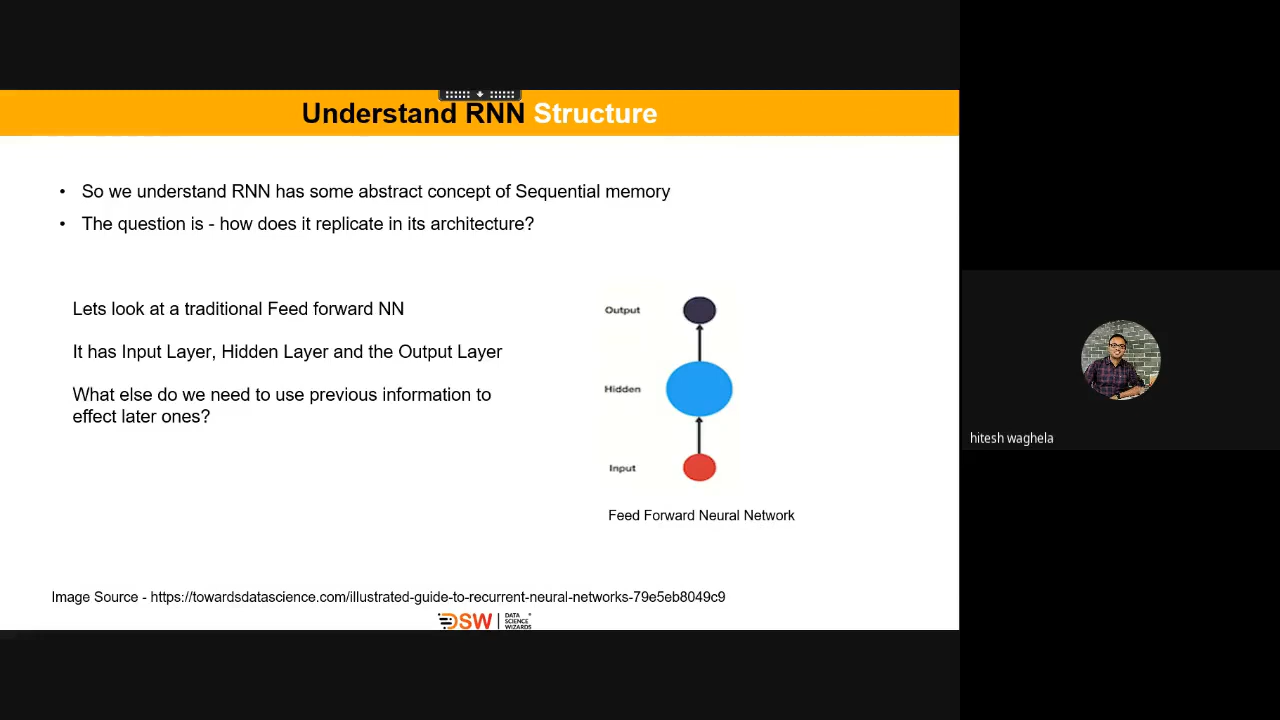 Understand RNN Structure
• So we understand RNN has some abstract concept of Sequential memory
• The question is - how does it replicate in its architecture?
Lets look at a traditional Feed forward NN
It has Input Layer, Hidden Layer and the Output Layer
What else do we need to use previous information to
effect later ones?
Output
Hidden
Input
Feed Forward Neural Network
hitesh waghela
Image Source - https://towardsdatascience.com/illustrated-guide-to-recurrent-neural-networks-79e5eb8049c9
DSW
DATA
SCIENCE
WIZARDS